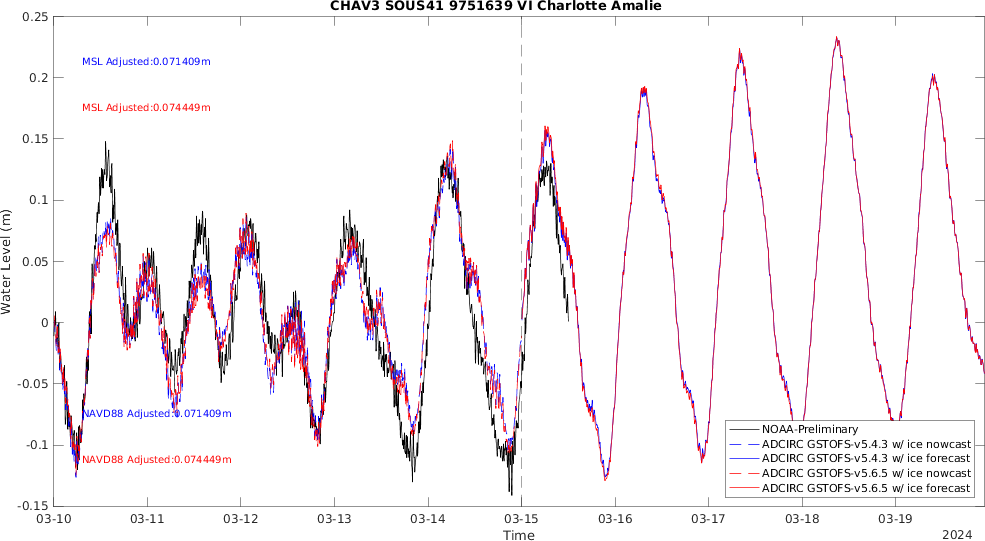 CHAV3 SOUS41 9751639 VI Charlotte Amalie
0.25
0.2
0.15
0.1
0.05
0
-0.05
-0.1
-0.15
Water Level (m)
MSL Adjusted:0.071409m
MSL Adjusted:0.074449m
NAVD88 Adjusted:0.071409m
NAVD88 Adjusted:0.074449m
NOAA-Preliminary
ADCIRC GSTOFS-v5.4.3 w/ ice nowcast
ADCIRC GSTOFS-v5.4.3 w/ ice forecast
ADCIRC GSTOFS-v5.6.5 w/ ice nowcast
ADCIRC GSTOFS-v5.6.5 w/ ice forecast
03-10 03-11 03-12 03-13 03-14 03-15 03-16 03-17 03-18 03-19
Time
2024